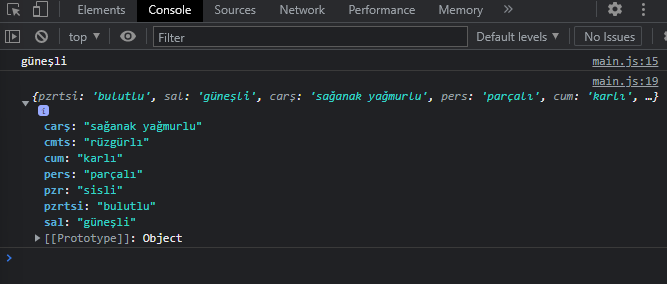 Elements Console Sources Network Performance Memory »
top ▾ Filter Default levels ▾ No Issues
güneşli main.js:15
main.js:19
{pzrtsi: 'bulutlu', sal: 'güneşli', carş: 'sağanak yağmurlu', pers: 'parçalı', cum: 'karlı', …}
i
carş: "sağanak yağmurlu"
cmts: "rüzgürlı"
cum: "karlı"
pers: "parçalı"
pzr: "sisli"
pzrtsi: "bulutlu"
sal: "güneşli"
[[Prototype]]: Object